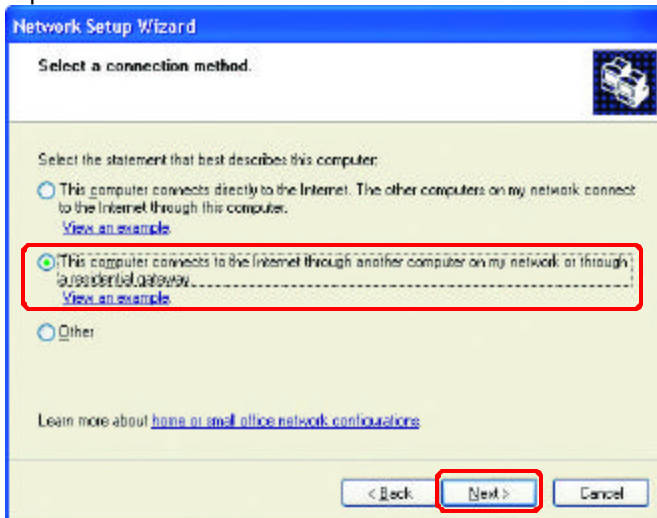 Network Setup Wizard
Select a connection method.
Select the statement that best describes this computer:
This computer connects directly to the Internet. The other computers on my network connect
to the Internet through this computer.
View an example.
This computer connects to the Internet through another computer on my network or through
a residential gateway.
View an example.
Other
Learn more about home or small office network configurations.
< Back
Next >
Cancel